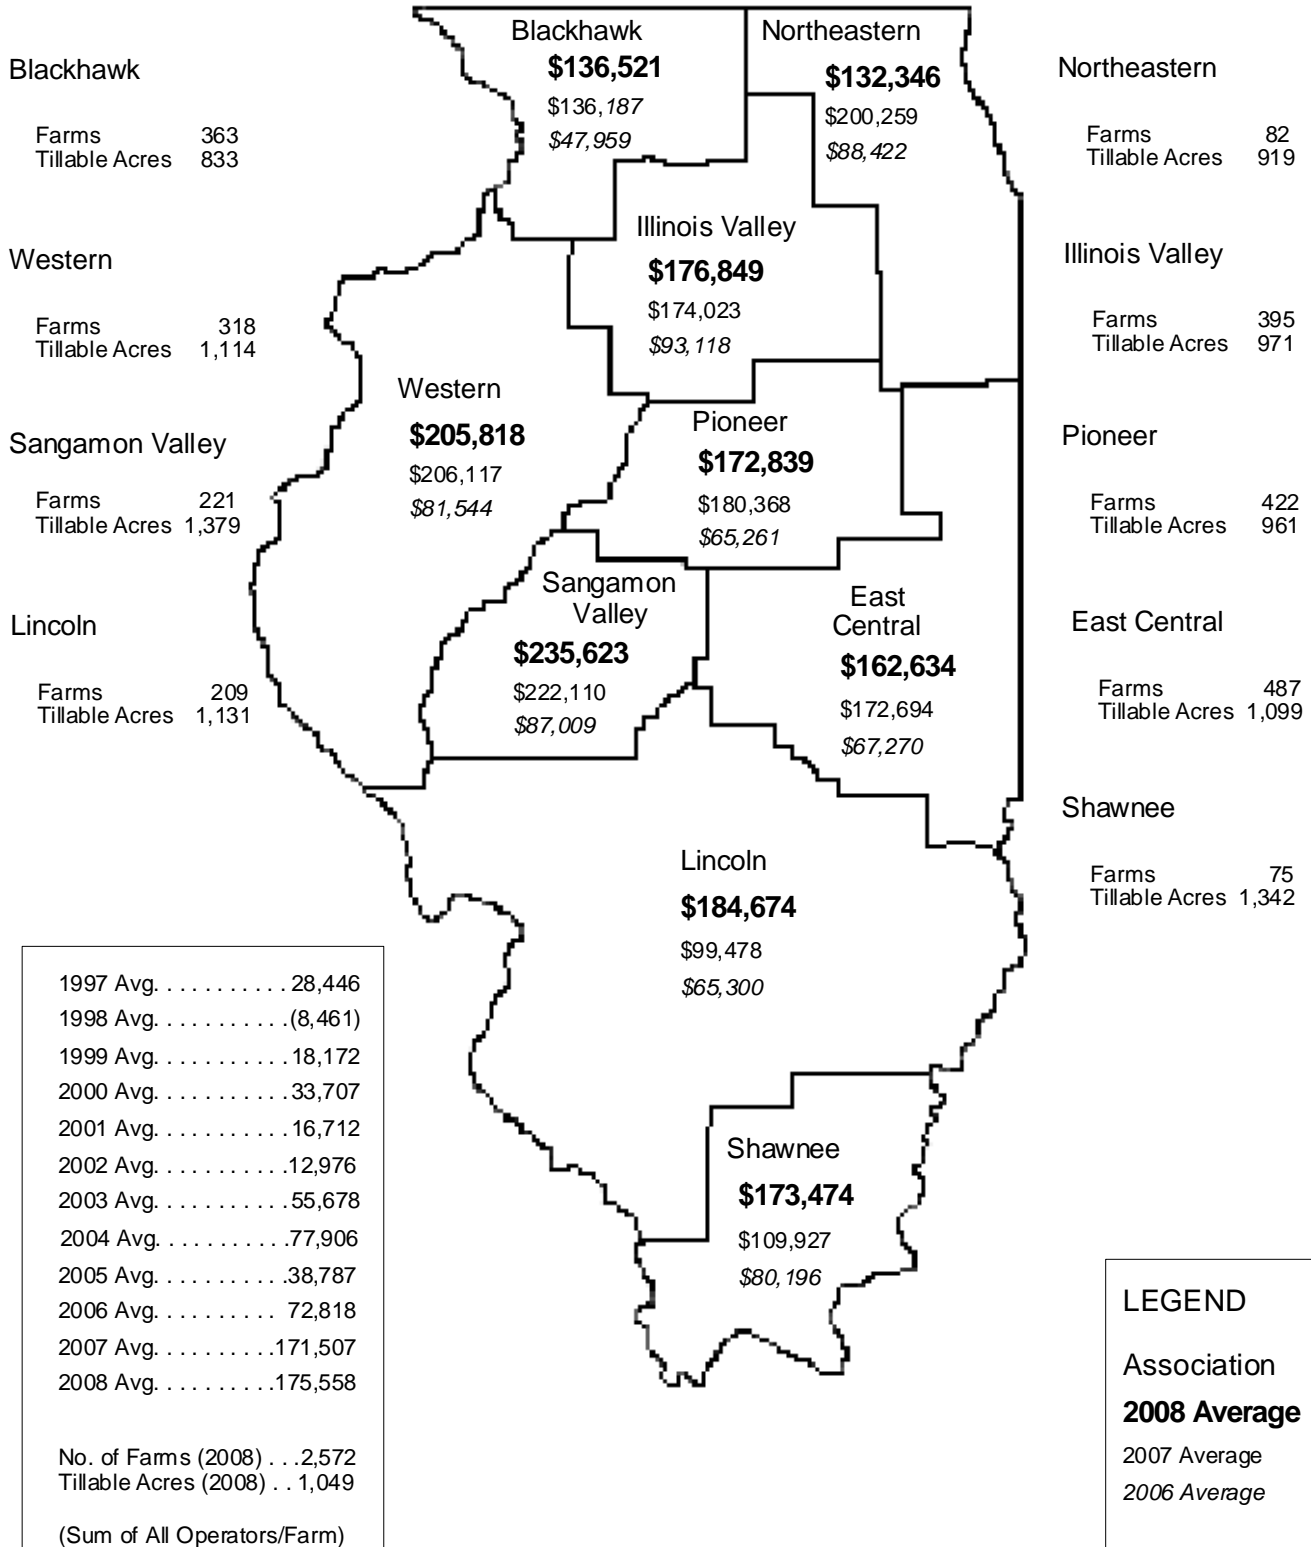 Blackhawk
Farms 363
Tillable Acres 833
Western
Farms 318
Tillable Acres 1,114
Sangamon Valley
Farms 221
Tillable Acres 1,379
Lincoln
Farms 209
Tillable Acres 1,131
Blackhawk
$136,521
$136,187
$47,959
Northeastern
$132,346
$200,259
$88,422
Illinois Valley
$176,849
$174,023
$93,118
Western
$205,818
$206,117
$81,544
Pioneer
$172,839
$180,368
$65,261
Sangamon
Valley
$235,623
$222,110
$87,009
East
Central
$162,634
$172,694
$67,270
Lincoln
$184,674
$99,478
$65,300
Shawnee
$173,474
$109,927
$80,196
Northeastern
Farms 82
Tillable Acres 919
Illinois Valley
Farms 395
Tillable Acres 971
Pioneer
Farms 422
Tillable Acres 961
East Central
Farms 487
Tillable Acres 1,099
Shawnee
Farms 75
Tillable Acres 1,342
1997 Avg. . . . . . . . . . . 28,446
1998 Avg. . . . . . . . . . . (8,461)
1999 Avg. . . . . . . . . . . 18,172
2000 Avg. . . . . . . . . . . 33,707
2001 Avg. . . . . . . . . . . 16,712
2002 Avg. . . . . . . . . . . 12,976
2003 Avg. . . . . . . . . . . 55,678
2004 Avg. . . . . . . . . . . 77,906
2005 Avg. . . . . . . . . . . 38,787
2006 Avg. . . . . . . . . . 72,818
2007 Avg. . . . . . . . . . 171,507
2008 Avg. . . . . . . . . . 175,558
No. of Farms (2008) . . . 2,572
Tillable Acres (2008) . . 1,049
(Sum of All Operators/Farm)
LEGEND
Association
2008 Average
2007 Average
2006 Average